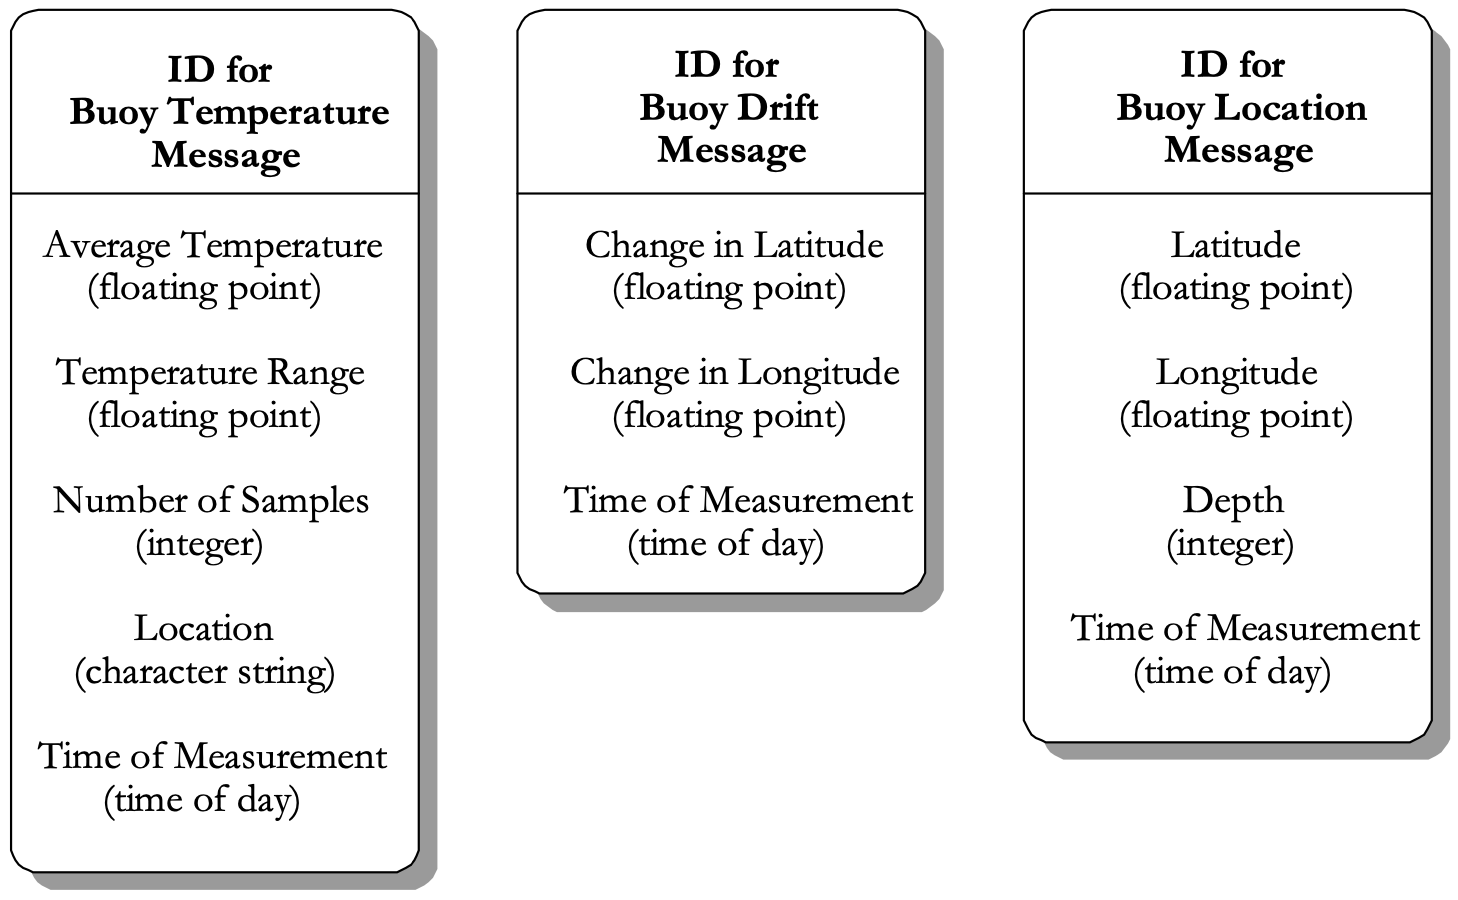 ID for
Buoy Temperature
Message
Average Temperature
(floating point)
Temperature Range
(floating point)
Number of Samples
(integer)
Location
(character string)
Time of Measurement
(time of day)
ID for
Buoy Drift
Message
Change in Latitude
(floating point)
Change in Longitude
(floating point)
Time of Measurement
(time of day)
ID for
Buoy Location
Message
Latitude
(floating point)
Longitude
(floating point)
Depth
(integer)
Time of Measurement
(time of day)